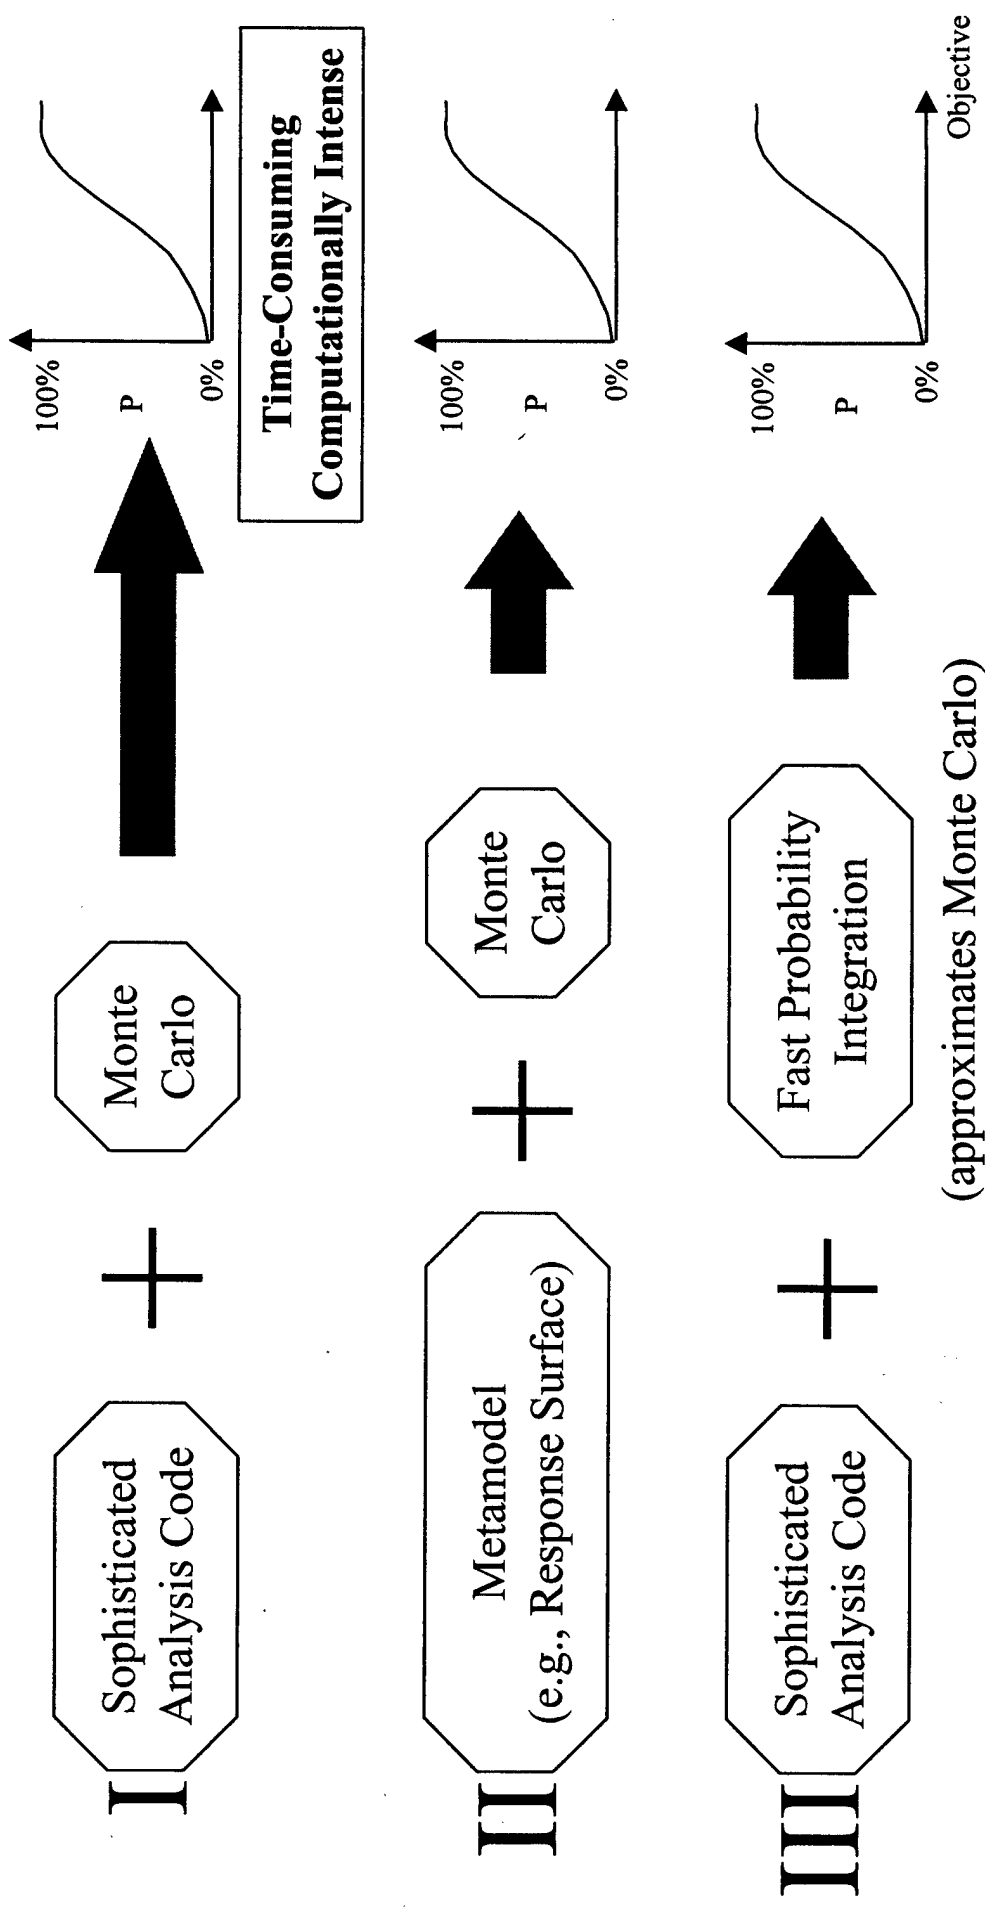 I
Sophisticated
Analysis Code
+
Monte
Carlo
100%
P
0%
Time-Consuming
Computationally Intense
II
Metamodel
(e.g., Response Surface)
+
Monte
Carlo
100%
P
0%
III
Sophisticated
Analysis Code
+
Fast Probability
Integration
(approximates Monte Carlo)
100%
P
0%
Objective